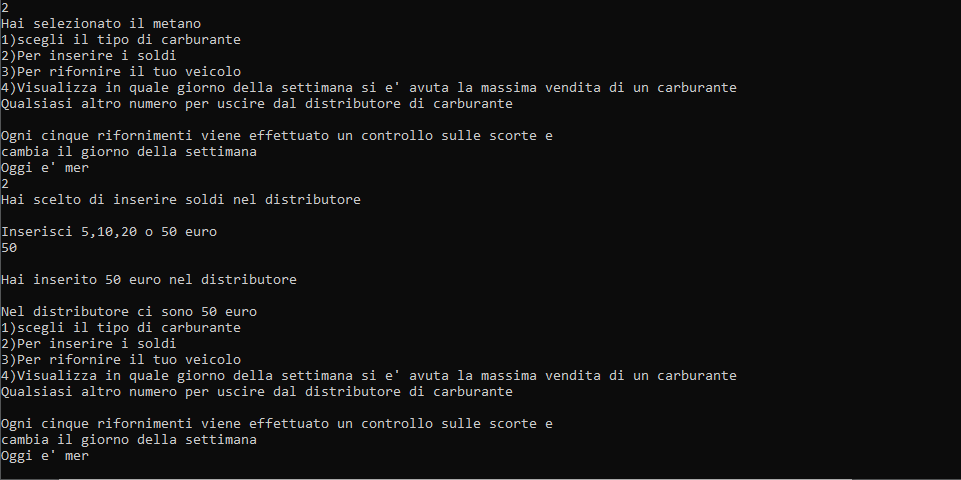 2
Hai selezionato il metano
1)scegli il tipo di carburante
2)Per inserire i soldi
3)Per rifornire il tuo veicolo
4)Visualizza in quale giorno della settimana si e' avuta la massima vendita di un carburante
Qualsiasi altro numero per uscire dal distributore di carburante
Ogni cinque rifornimenti viene effettuato un controllo sulle scorte e
cambia il giorno della settimana
Oggi e' mer
2
Hai scelto di inserire soldi nel distributore
Inserisci 5,10,20 o 50 euro
50
Hai inserito 50 euro nel distributore
Nel distributore ci sono 50 euro
1)scegli il tipo di carburante
2)Per inserire i soldi
3)Per rifornire il tuo veicolo
4)Visualizza in quale giorno della settimana si e' avuta la massima vendita di un carburante
Qualsiasi altro numero per uscire dal distributore di carburante
Ogni cinque rifornimenti viene effettuato un controllo sulle scorte e
cambia il giorno della settimana
Oggi e' mer